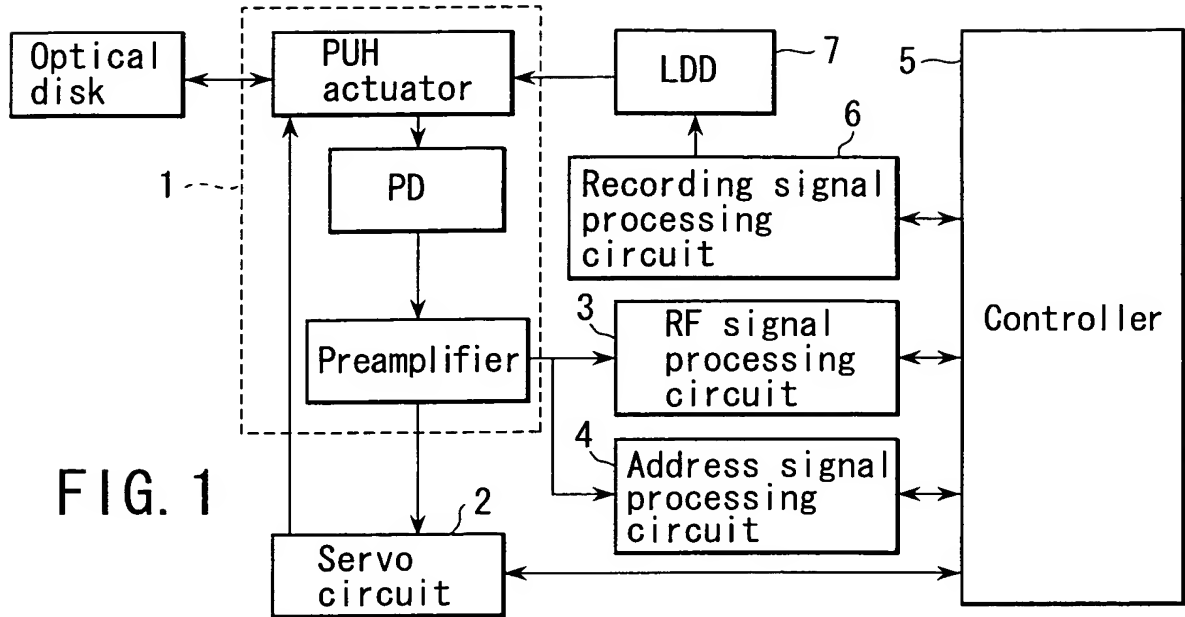 Optical
disk
PUH
actuator
LDD
7
5
6
1
PD
Recording signal
processing
circuit
Preamplifier
3
RF signal
processing
circuit
Controller
4
Address signal
processing
circuit
FIG. 1
2
Servo
circuit